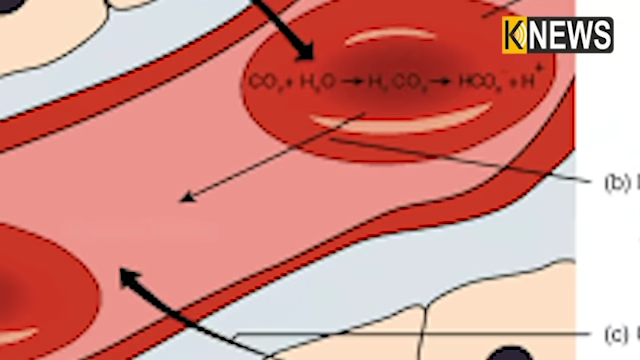 K NEWS
CO₂ + H₂O → H₂CO₃ → HCO₃⁻ + H⁺
(b)
(c)